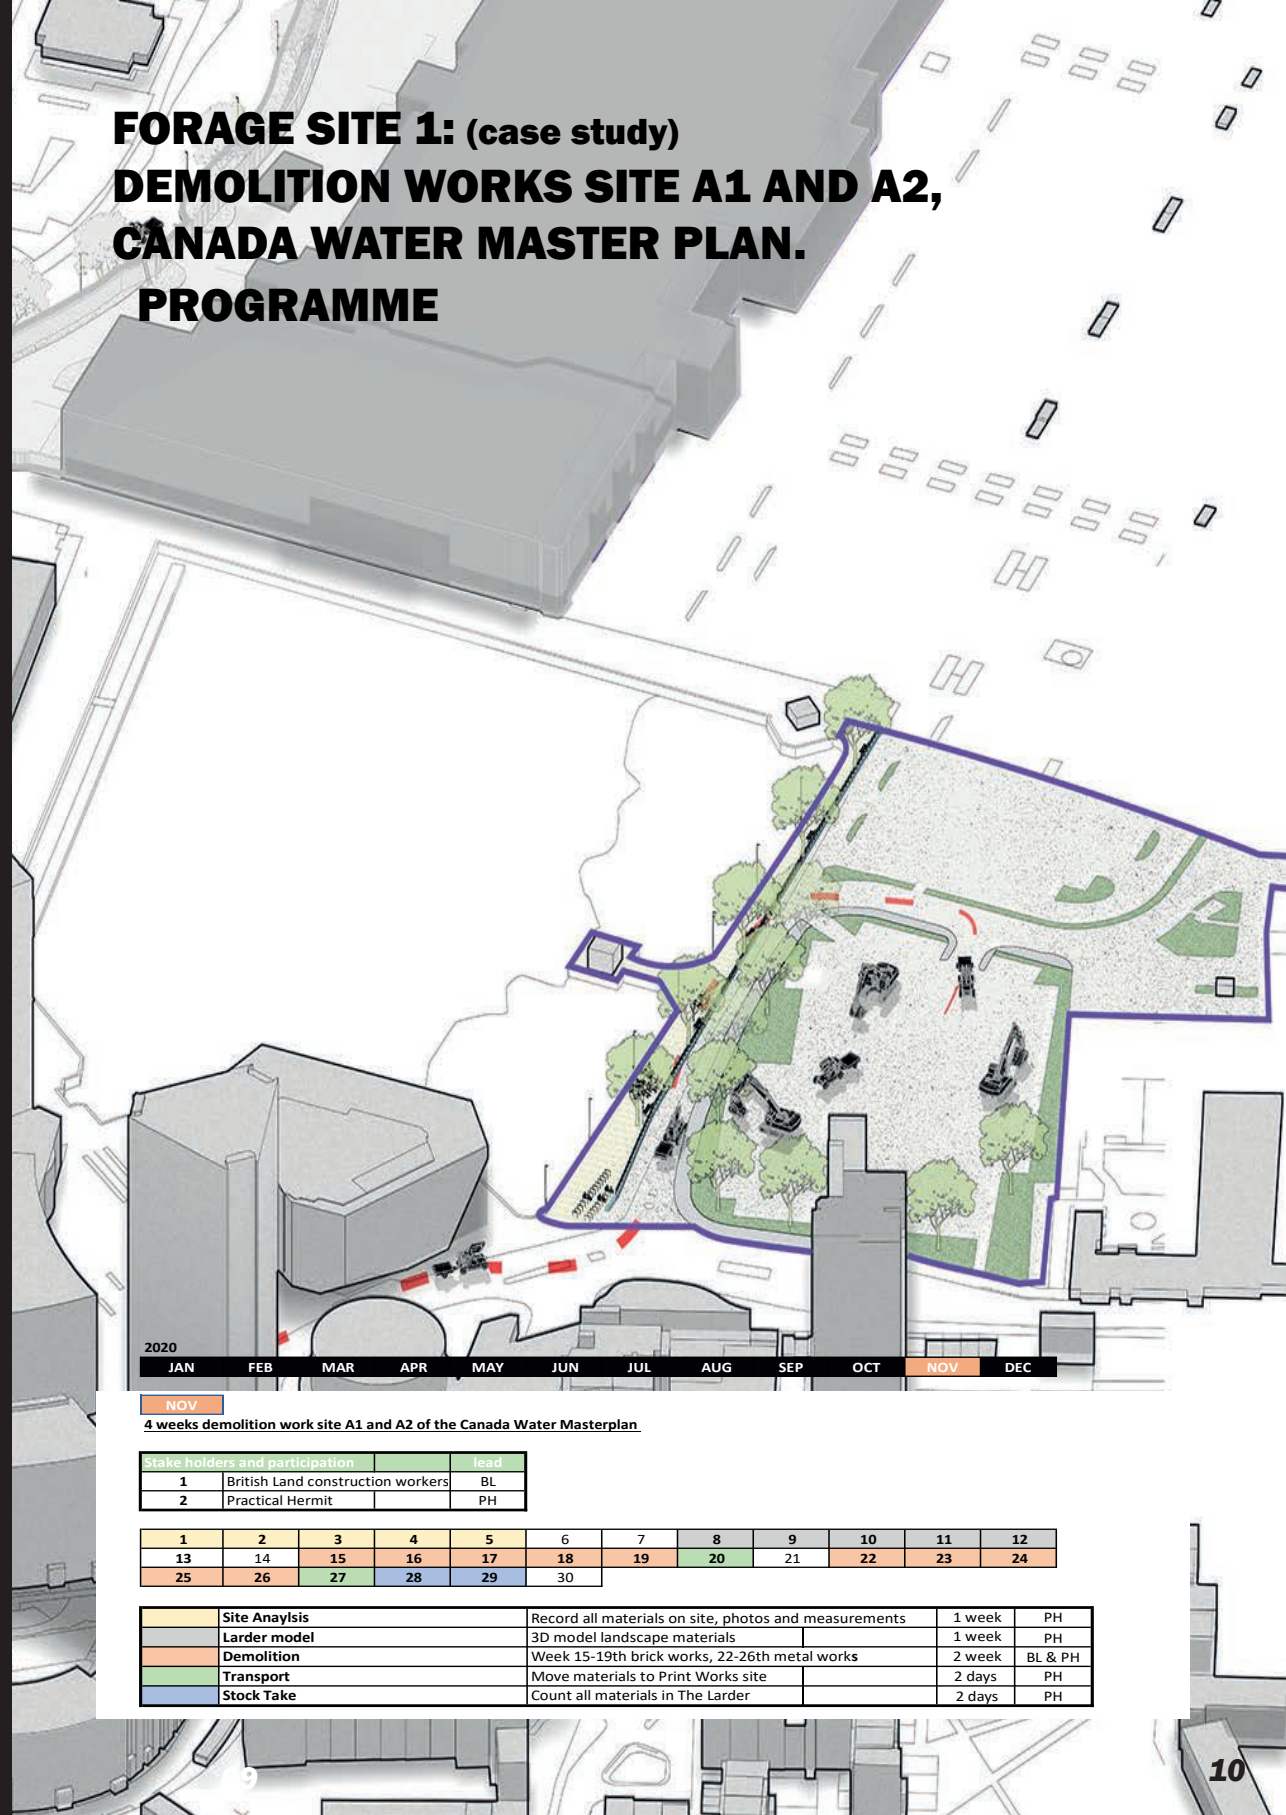 FORAGE SITE 1: (case study)
DEMOLITION WORKS SITE A1 AND A2,
CANADA WATER MASTER PLAN.
PROGRAMME
2020
JAN FEB MAR APR MAY JUN JUL AUG SEP OCT NOV DEC
NOV
4 weeks demolition work site A1 and A2 of the Canada Water Masterplan
Stake holders and participation lead
1 British Land construction workers BL
2 Practical Hermit PH
1 2 3 4 5 6 7 8 9 10 11 12
13 14 15 16 17 18 19 20 21 22 23 24
25 26 27 28 29 30
Site Anaylsis Record all materials on site, photos and measurements 1 week PH
Larder model 3D model landscape materials 1 week PH
Demolition Week 15-19th brick works, 22-26th metal works 2 week BL & PH
Transport Move materials to Print Works site 2 days PH
Stock Take Count all materials in The Larder 2 days PH
9
10